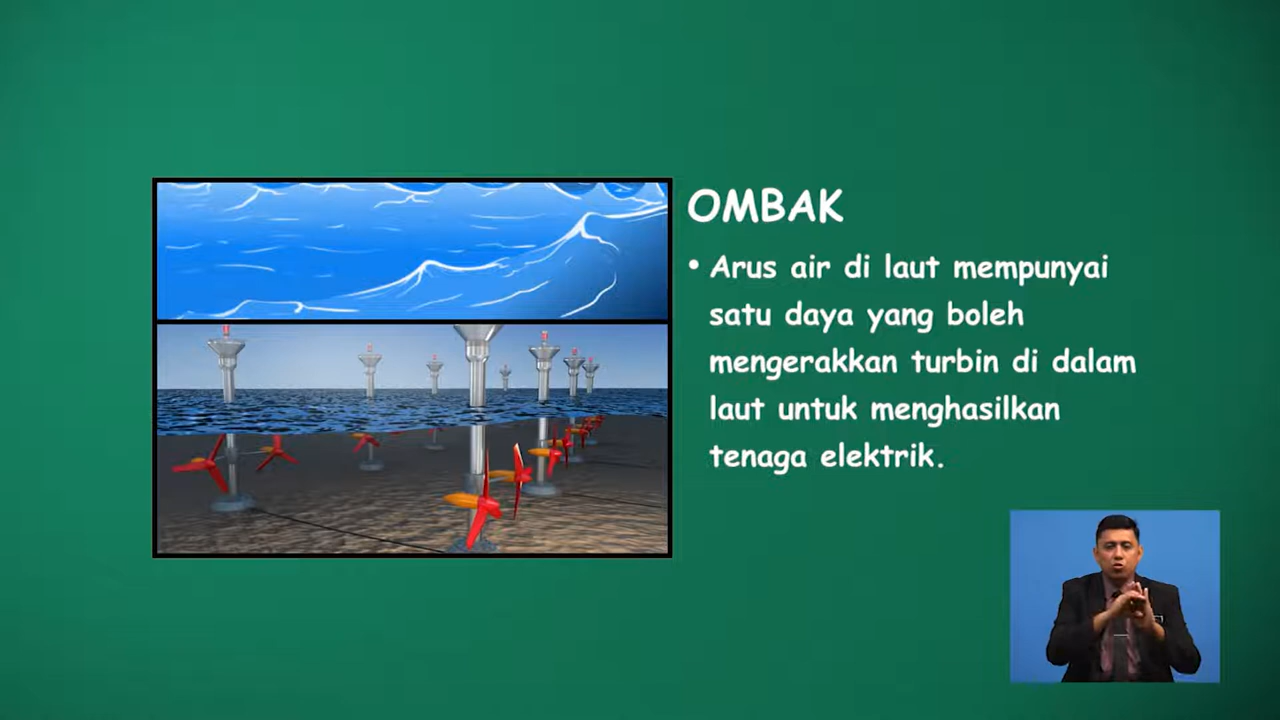 OMBAK
• Arus air di laut mempunyai
satu daya yang boleh
mengerakkan turbin di dalam
laut untuk menghasilkan
tenaga elektrik.